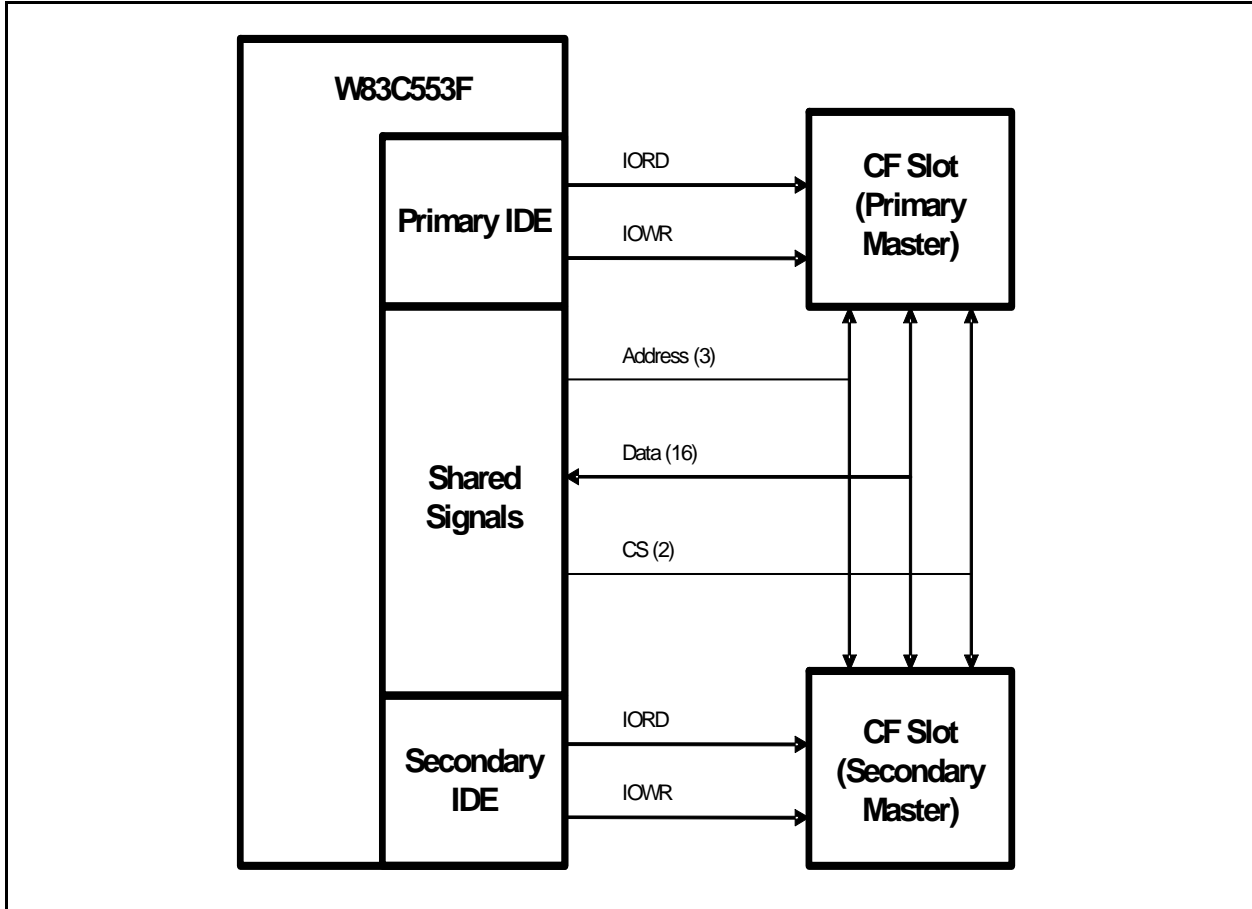 W83C553F
Primary IDE
IORD
IOWR
CF Slot
(Primary
Master)
Shared
Signals
Address (3)
Data (16)
CS (2)
Secondary
IDE
IORD
IOWR
CF Slot
(Secondary
Master)